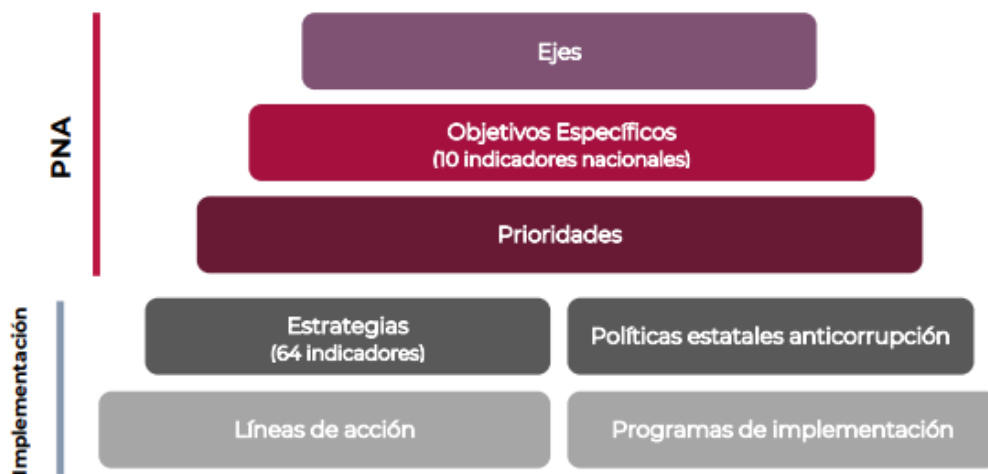 PNA
Ejes
Objetivos Específicos
(10 indicadores nacionales)
Prioridades
Implementación
Estrategias
(64 indicadores)
Políticas estatales anticorrupción
Líneas de acción
Programas de implementación